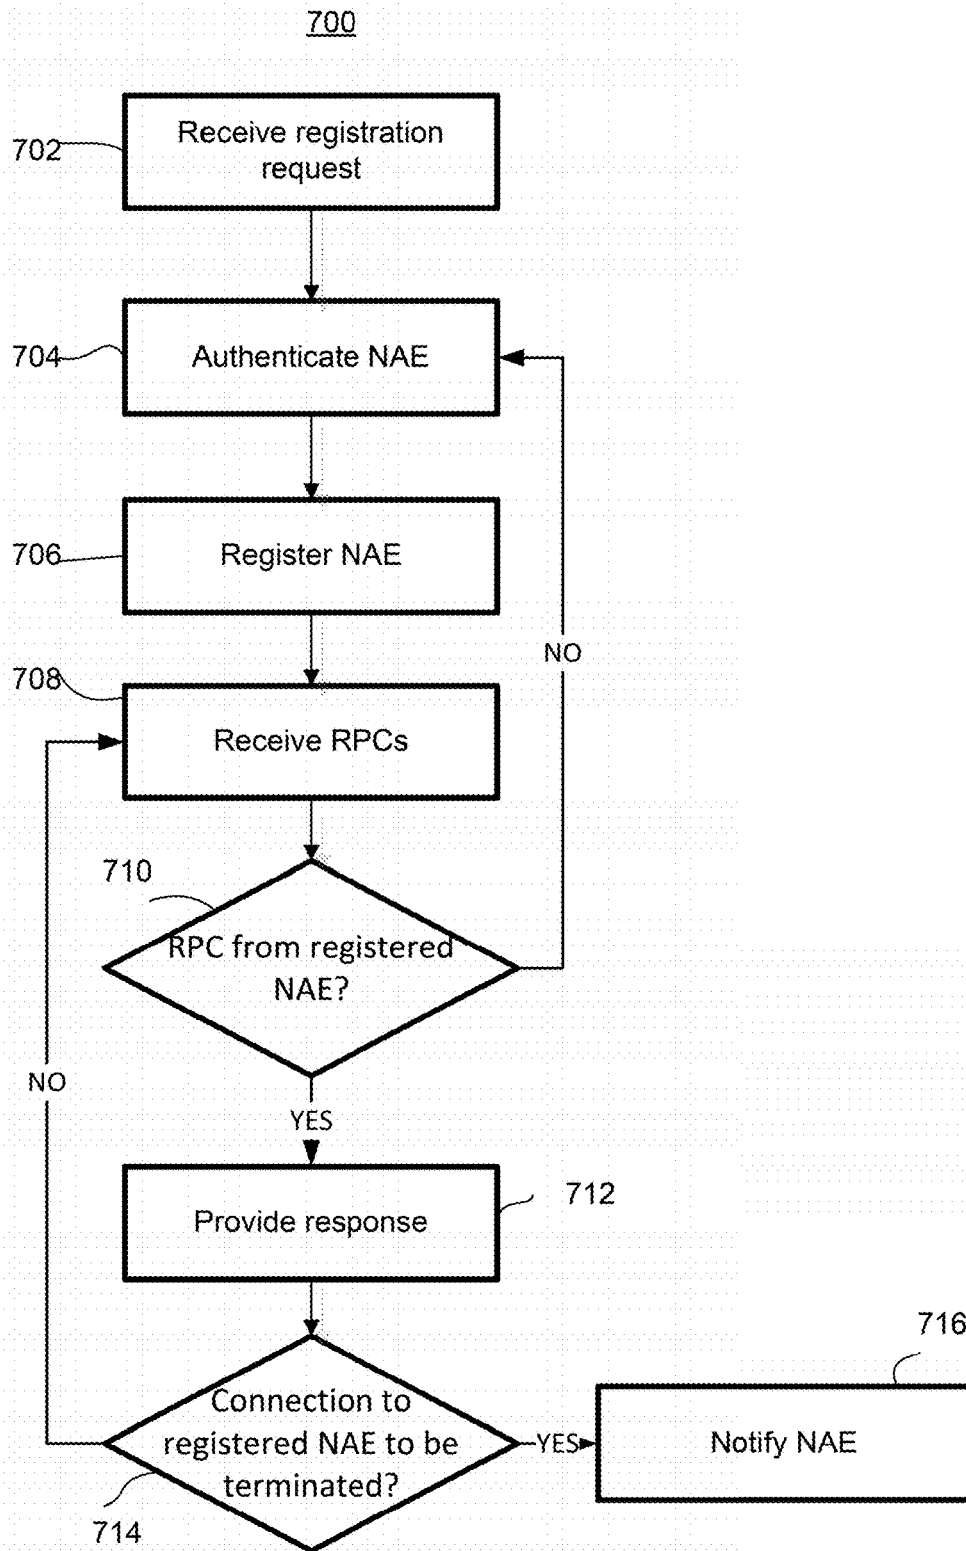 700
702
Receive registration
request
704
Authenticate NAE
706
Register NAE
NO
708
Receive RPCs
710
RPC from registered
NAE?
NO
YES
Provide response
712
716
Connection to
registered NAE to be
terminated?
YES
Notify NAE
714